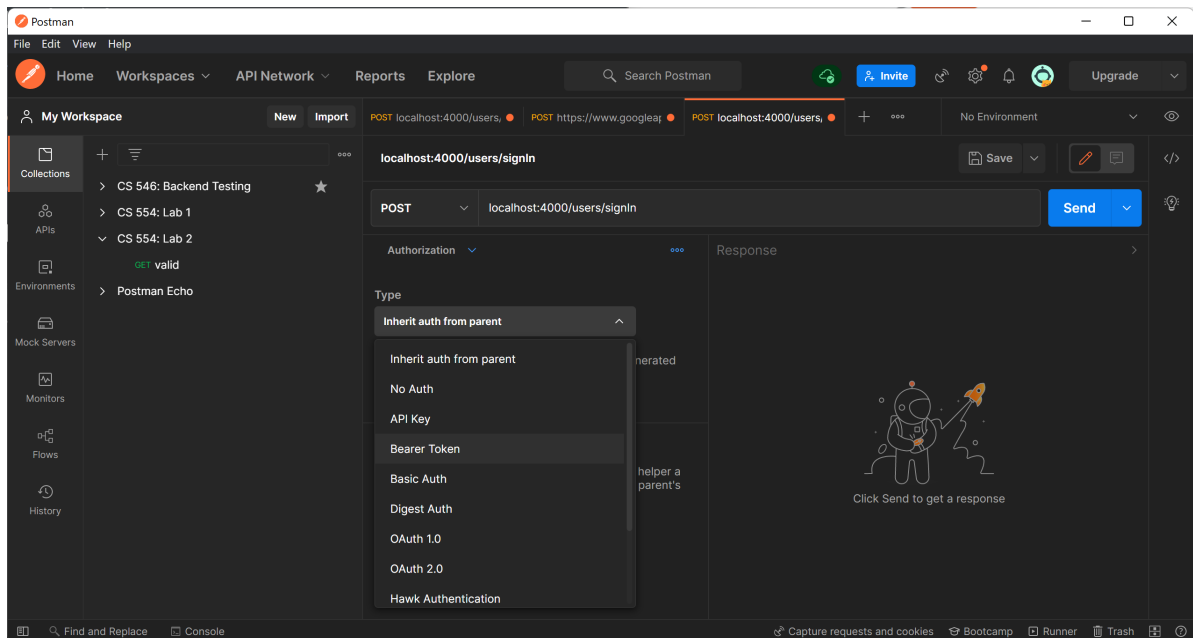 Postman
File Edit View Help
Home Workspaces API Network Reports Explore Search Postman Invite Upgrade
My Workspace New Import
POST localhost:4000/users, POST https://www.googleap POST localhost:4000/users, No Environment
Collections
APIs
Environments
Mock Servers
Monitors
Flows
History
CS 546: Backend Testing
CS 554: Lab 1
CS 554: Lab 2
GET valid
Postman Echo
localhost:4000/users/signIn Save
POST localhost:4000/users/signIn Send
Authorization
Type
Inherit auth from parent
Inherit auth from parent
No Auth
API Key
Bearer Token
Basic Auth
Digest Auth
OAuth 1.0
OAuth 2.0
Hawk Authentication
nerated
helper a
parent's
Response
Click Send to get a response
Find and Replace Console Capture requests and cookies Bootcamp Runner Trash